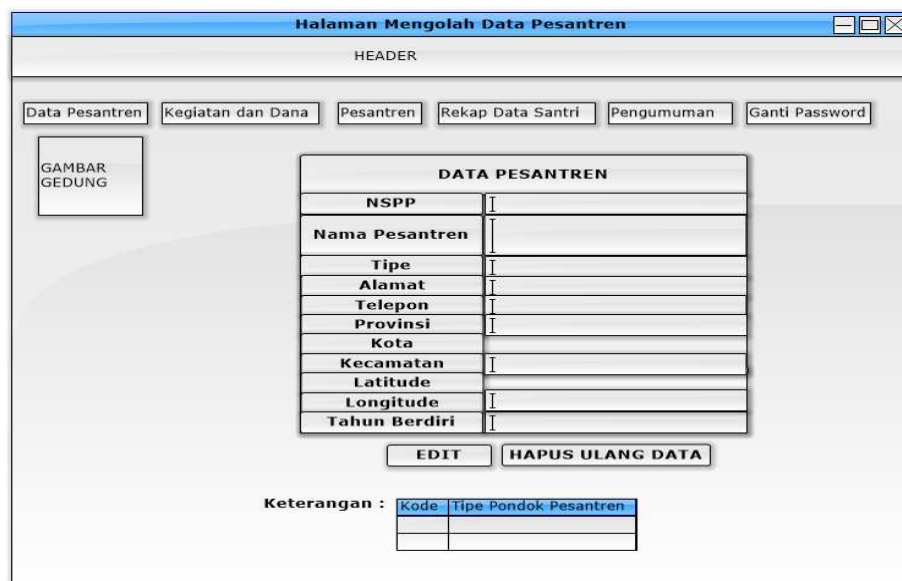 Halaman Mengolah Data Pesantren
HEADER
Data Pesantren Kegiatan dan Dana Pesantren Rekap Data Santri Pengumuman Ganti Password
GAMBAR
GEDUNG
DATA PESANTREN
NSPP
Nama Pesantren
Tipe
Alamat
Telepon
Provinsi
Kota
Kecamatan
Latitude
Longitude
Tahun Berdiri
EDIT HAPUS ULANG DATA
Keterangan : Kode Tipe Pondok Pesantren